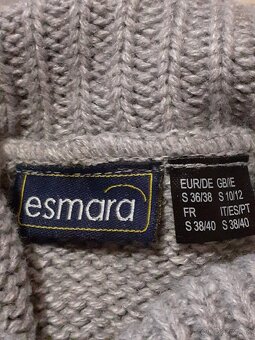 esmara
EUR/DE GB/IE
S 36/38 S 10/12
FR IT/ES/PT
S 38/40 S 38/40